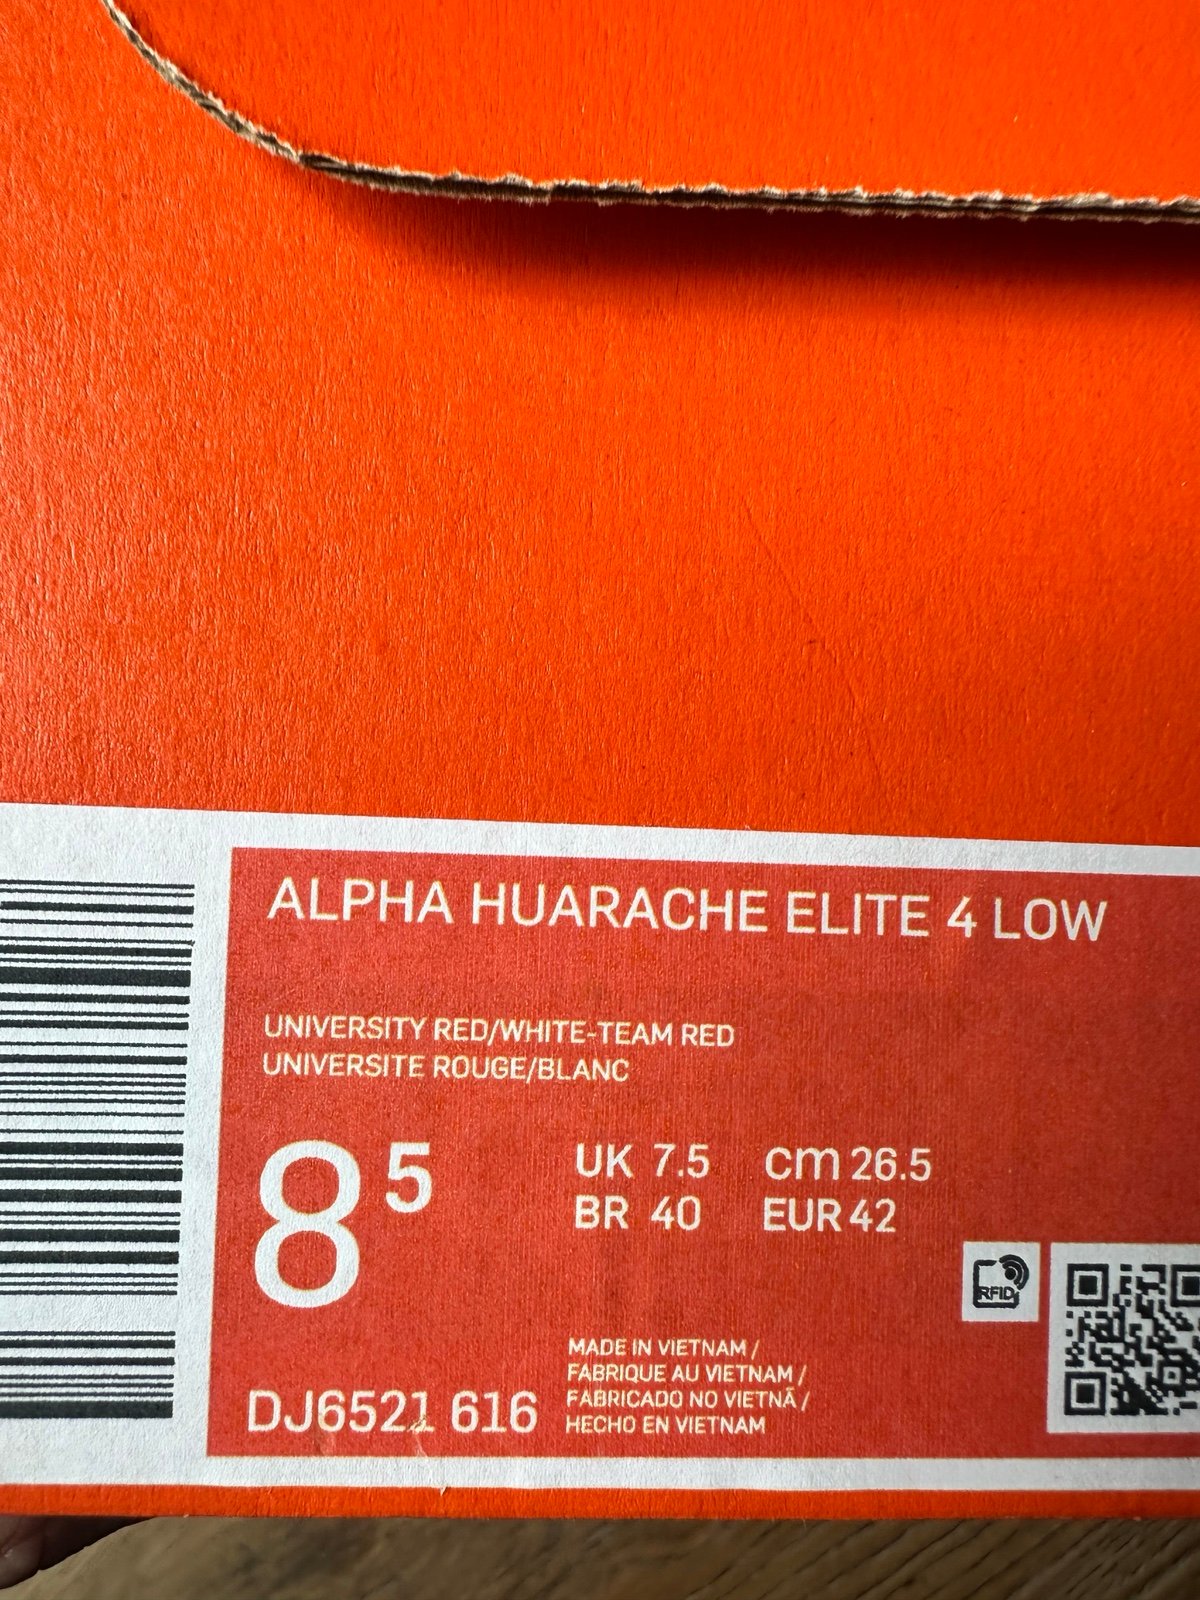 ALPHA HUARACHE ELITE 4 LOW
UNIVERSITY RED/WHITE-TEAM RED
UNIVERSITE ROUGE/BLANC
8⁵
UK 7.5 cm 26.5
BR 40 EUR 42
RFID
MADE IN VIETNAM /
FABRIQUE AU VIETNAM /
FABRICADO NO VIETNÃ /
HECHO EN VIETNAM
DJ6521 616